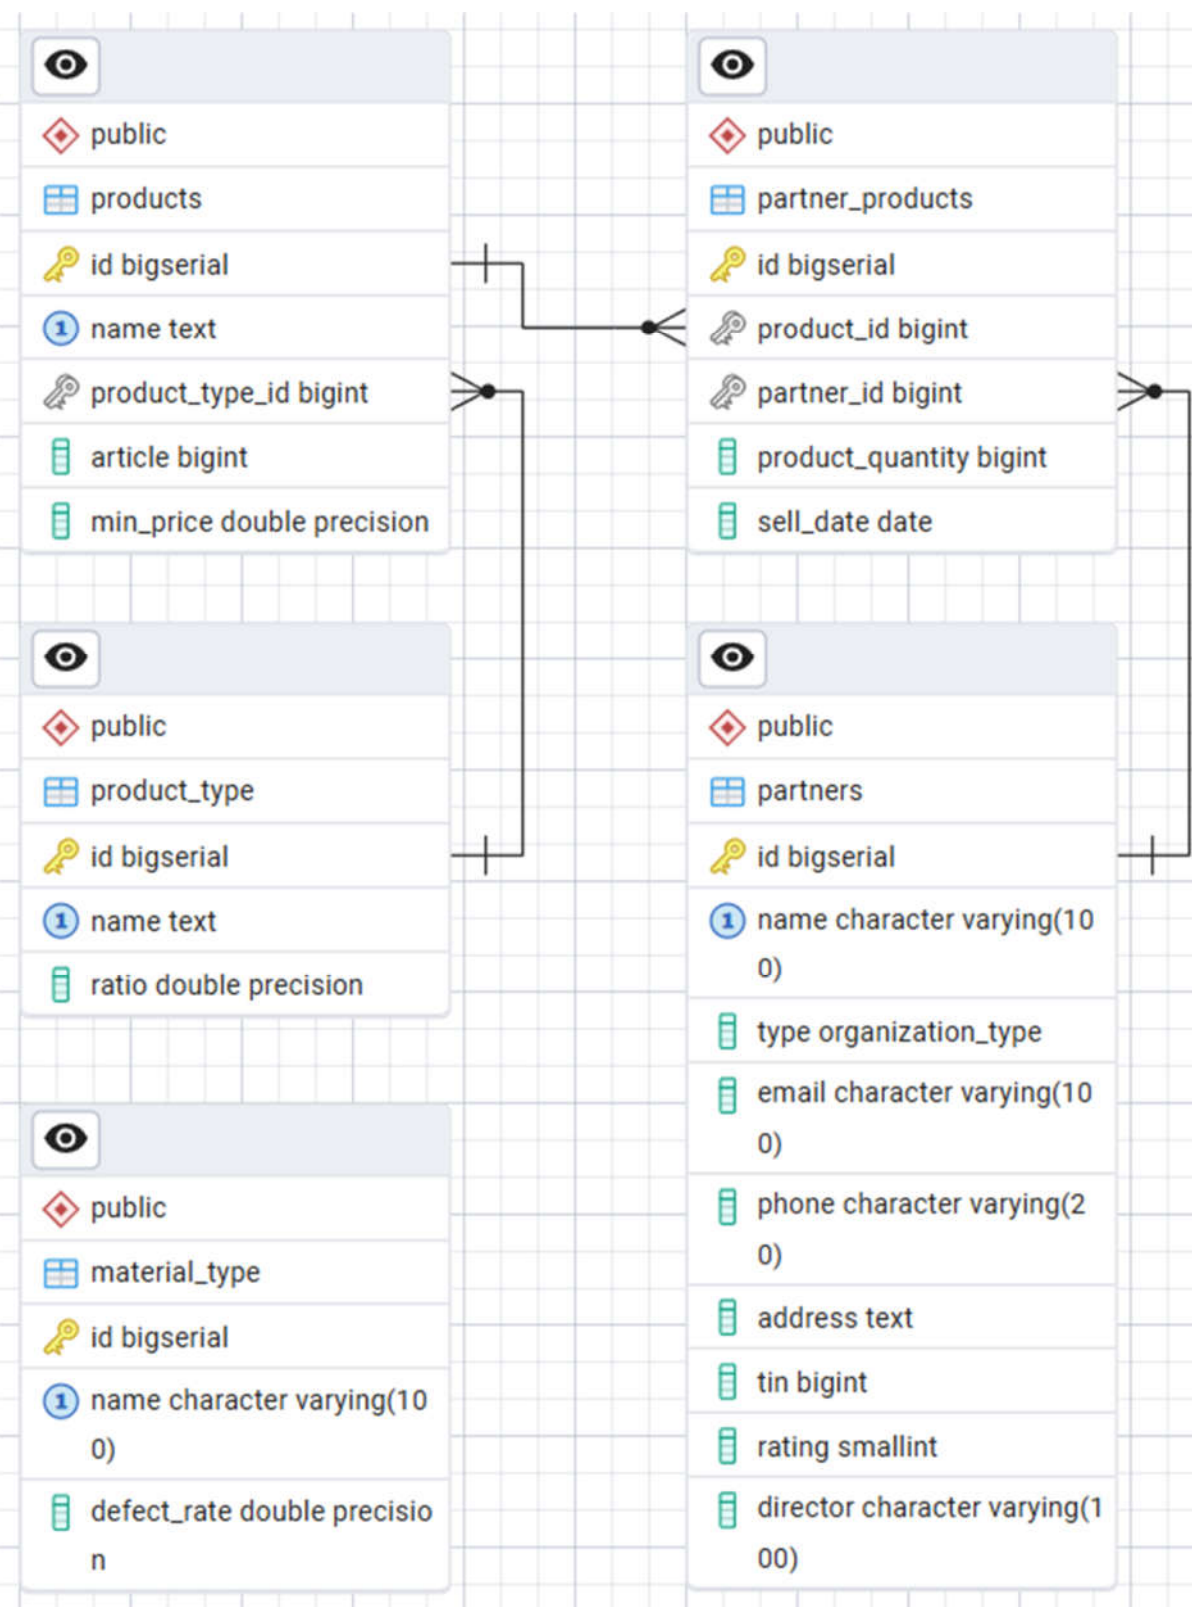 public
products
id bigserial
1 name text
product_type_id bigint
article bigint
min_price double precision
public
partner_products
id bigserial
product_id bigint
partner_id bigint
product_quantity bigint
sell_date date
public
product_type
id bigserial
1 name text
ratio double precision
public
partners
id bigserial
1 name character varying(10
0)
type organization_type
email character varying(10
0)
phone character varying(2
0)
address text
tin bigint
rating smallint
director character varying(1
00)
public
material_type
id bigserial
1 name character varying(10
0)
defect_rate double precisio
n